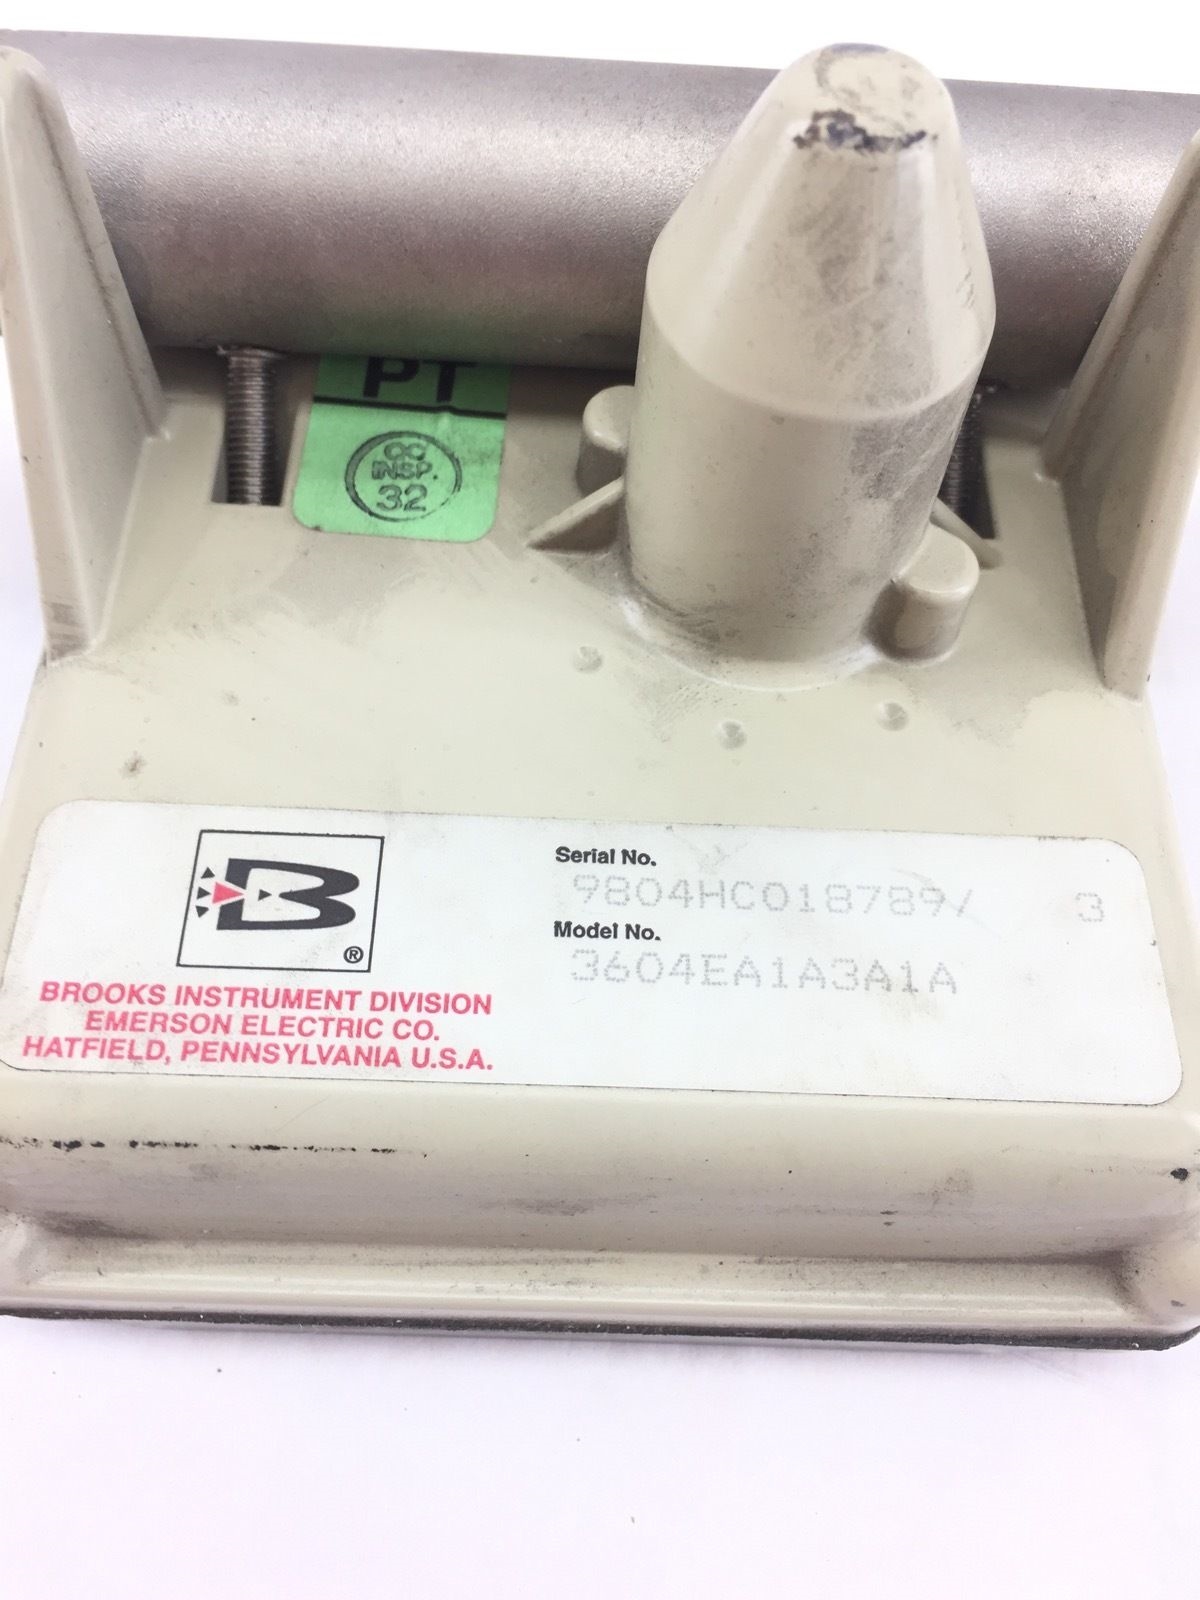 PT
QC
INSP.
32
B
®
BROOKS INSTRUMENT DIVISION
EMERSON ELECTRIC CO.
HATFIELD, PENNSYLVANIA U.S.A.
Serial No.
9804HC018789/ 3
Model No.
3604EA1A3A1A